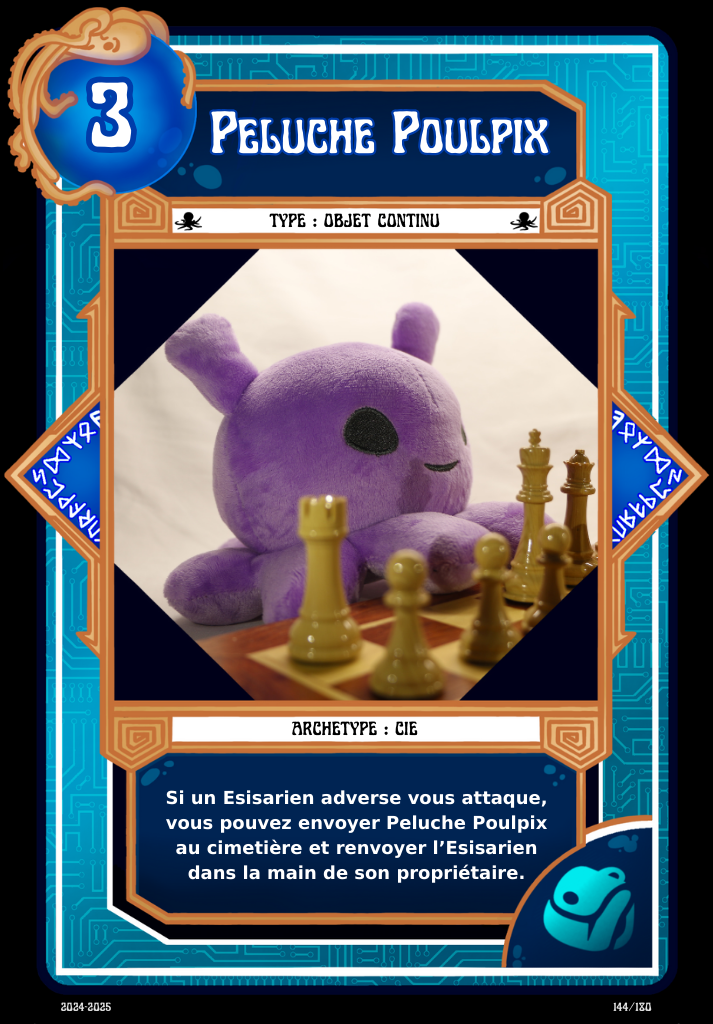 3
Peluche Poulpix
TYPE : OBJET CONTINU
ARCHETYPE : CIE
Si un Esisarien adverse vous attaque,
vous pouvez envoyer Peluche Poulpix
au cimetière et renvoyer l’Esisarien
dans la main de son propriétaire.
2024-2025
144/180